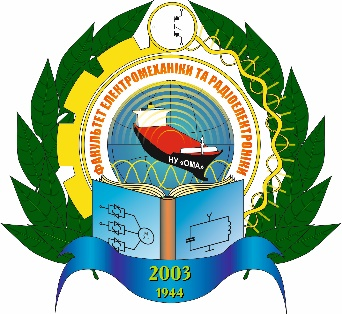 ФАКУЛЬТЕТ ЕЛЕКТРОМЕХАНІКИ ТА РАДІОЕЛЕКТРОНІКИ
НУ «ОМА»
2003
1944